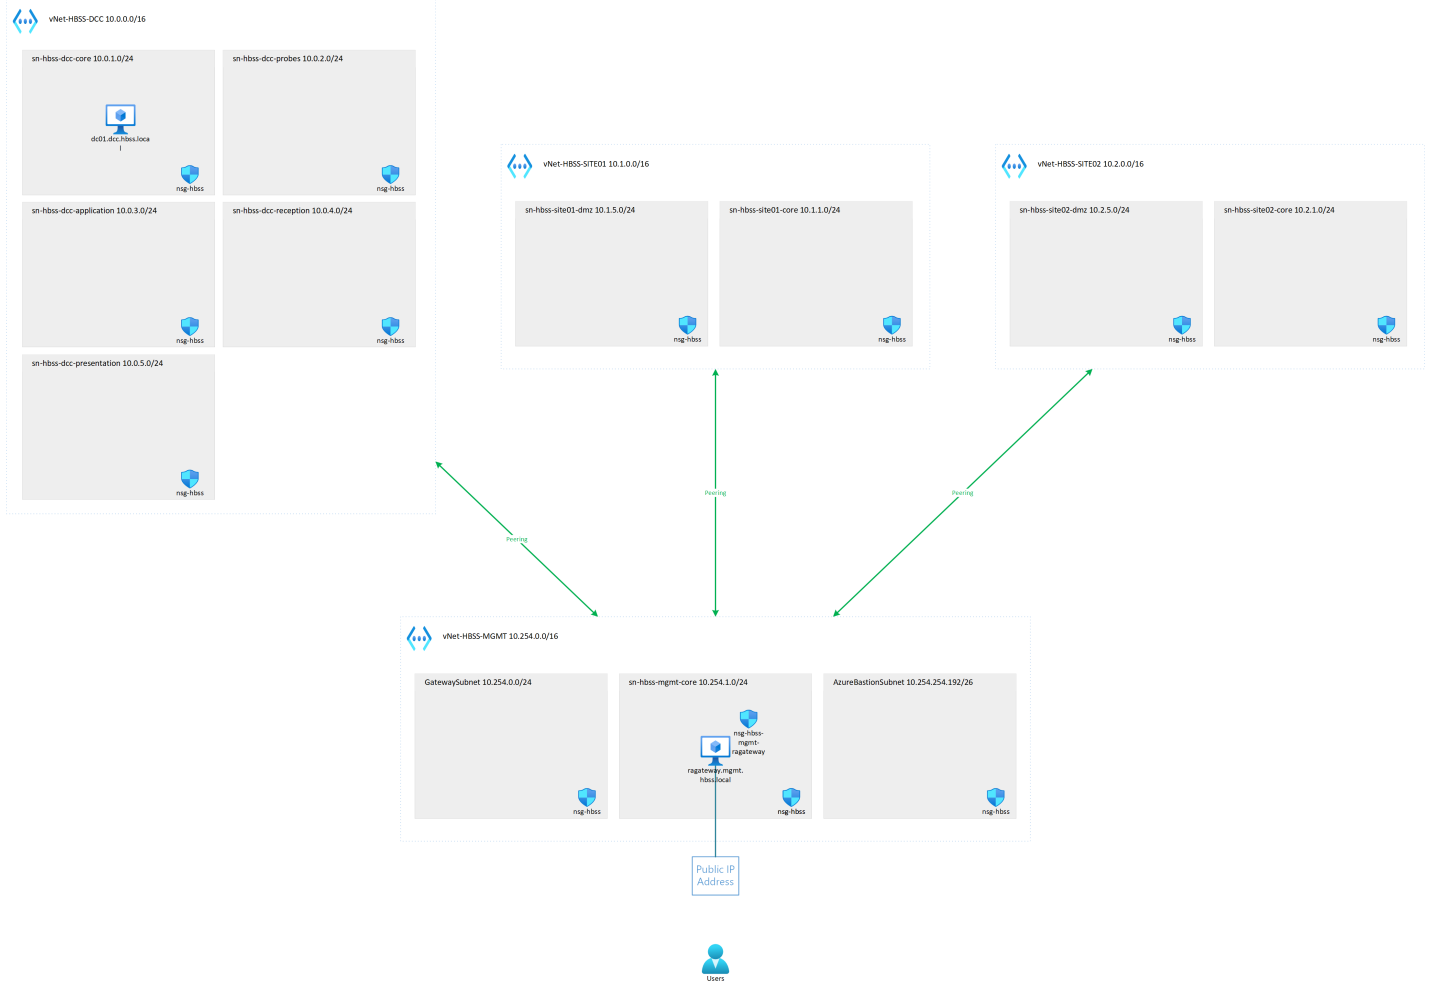 vNet-HBSS-DCC 10.0.0.0/16
sn-hbss-dcc-core 10.0.1.0/24
dc01.dcc.hbss.loca
l
nsg-hbss
sn-hbss-dcc-probes 10.0.2.0/24
nsg-hbss
sn-hbss-dcc-application 10.0.3.0/24
nsg-hbss
sn-hbss-dcc-reception 10.0.4.0/24
nsg-hbss
sn-hbss-dcc-presentation 10.0.5.0/24
nsg-hbss
vNet-HBSS-SITE01 10.1.0.0/16
sn-hbss-site01-dmz 10.1.5.0/24
nsg-hbss
sn-hbss-site01-core 10.1.1.0/24
nsg-hbss
vNet-HBSS-SITE02 10.2.0.0/16
sn-hbss-site02-dmz 10.2.5.0/24
nsg-hbss
sn-hbss-site02-core 10.2.1.0/24
nsg-hbss
Peering
Peering
Peering
vNet-HBSS-MGMT 10.254.0.0/16
GatewaySubnet 10.254.0.0/24
nsg-hbss
sn-hbss-mgmt-core 10.254.1.0/24
nsg-hbss-
mgmt-
ragateway
ragateway.mgmt.
hbss.local
nsg-hbss
AzureBastionSubnet 10.254.254.192/26
nsg-hbss
Public IP
Address
Users